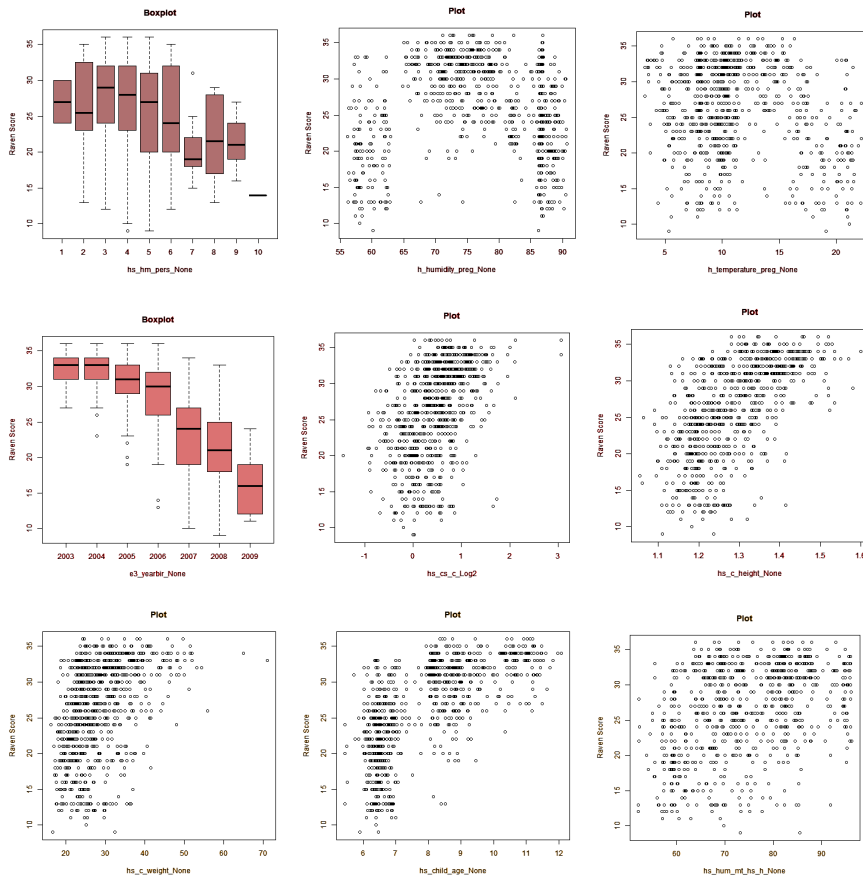 Boxplot
35
30
25
20
15
10
Raven Score
1 2 3 4 5 6 7 8 9 10
hs_hm_pers_None
Plot
35
30
25
20
15
10
Raven Score
55 60 65 70 75 80 85 90
h_humidity_preg_None
Plot
35
30
25
20
15
10
Raven Score
5 10 15 20
h_temperature_preg_None
Boxplot
35
30
25
20
15
10
Raven Score
2003 2004 2005 2006 2007 2008 2009
e3_yearbir_None
Plot
35
30
25
20
15
10
Raven Score
-1 0 1 2 3
hs_cs_c_Log2
Plot
35
30
25
20
15
10
Raven Score
1.1 1.2 1.3 1.4 1.5 1.6
hs_c_height_None
Plot
35
30
25
20
15
10
Raven Score
20 30 40 50 60 70
hs_c_weight_None
Plot
35
30
25
20
15
10
Raven Score
6 7 8 9 10 11 12
hs_child_age_None
Plot
35
30
25
20
15
10
Raven Score
60 70 80 90
hs_hum_mt_hs_h_None